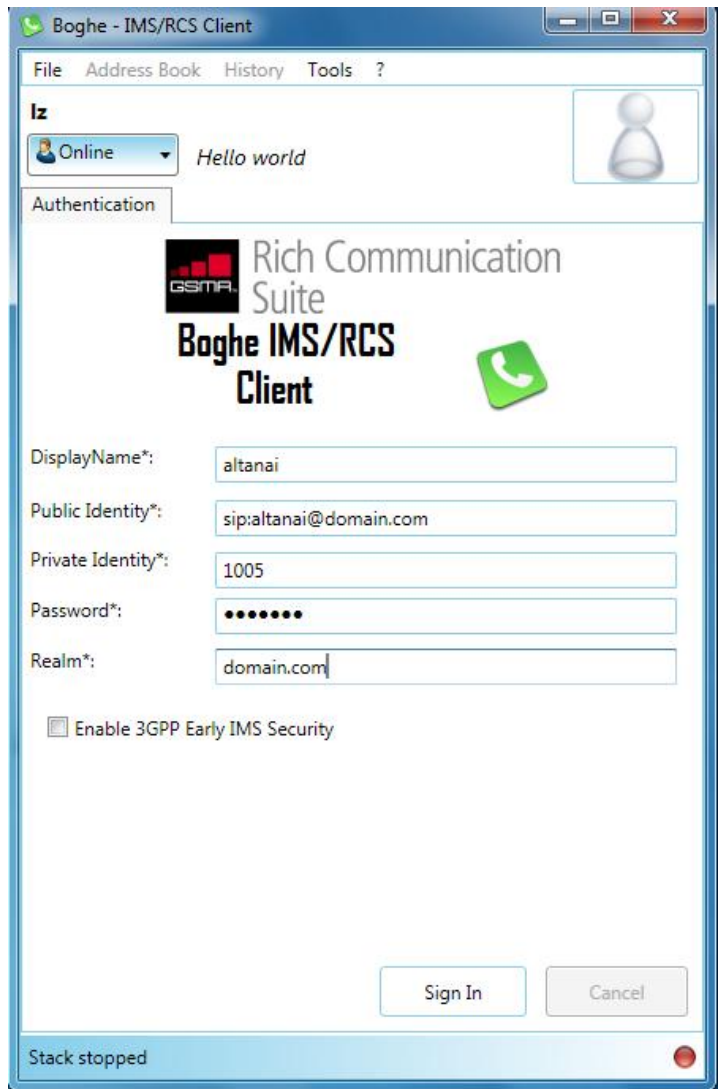 Boghe - IMS/RCS Client
File Address Book History Tools ?
Iz
Online Hello world
Authentication
GSMA. Rich Communication
Suite
Boghe IMS/RCS
Client
DisplayName*: altanai
Public Identity*: sip:altanai@domain.com
Private Identity*: 1005
Password*: •••••••
Realm*: domain.com
Enable 3GPP Early IMS Security
Sign In Cancel
Stack stopped